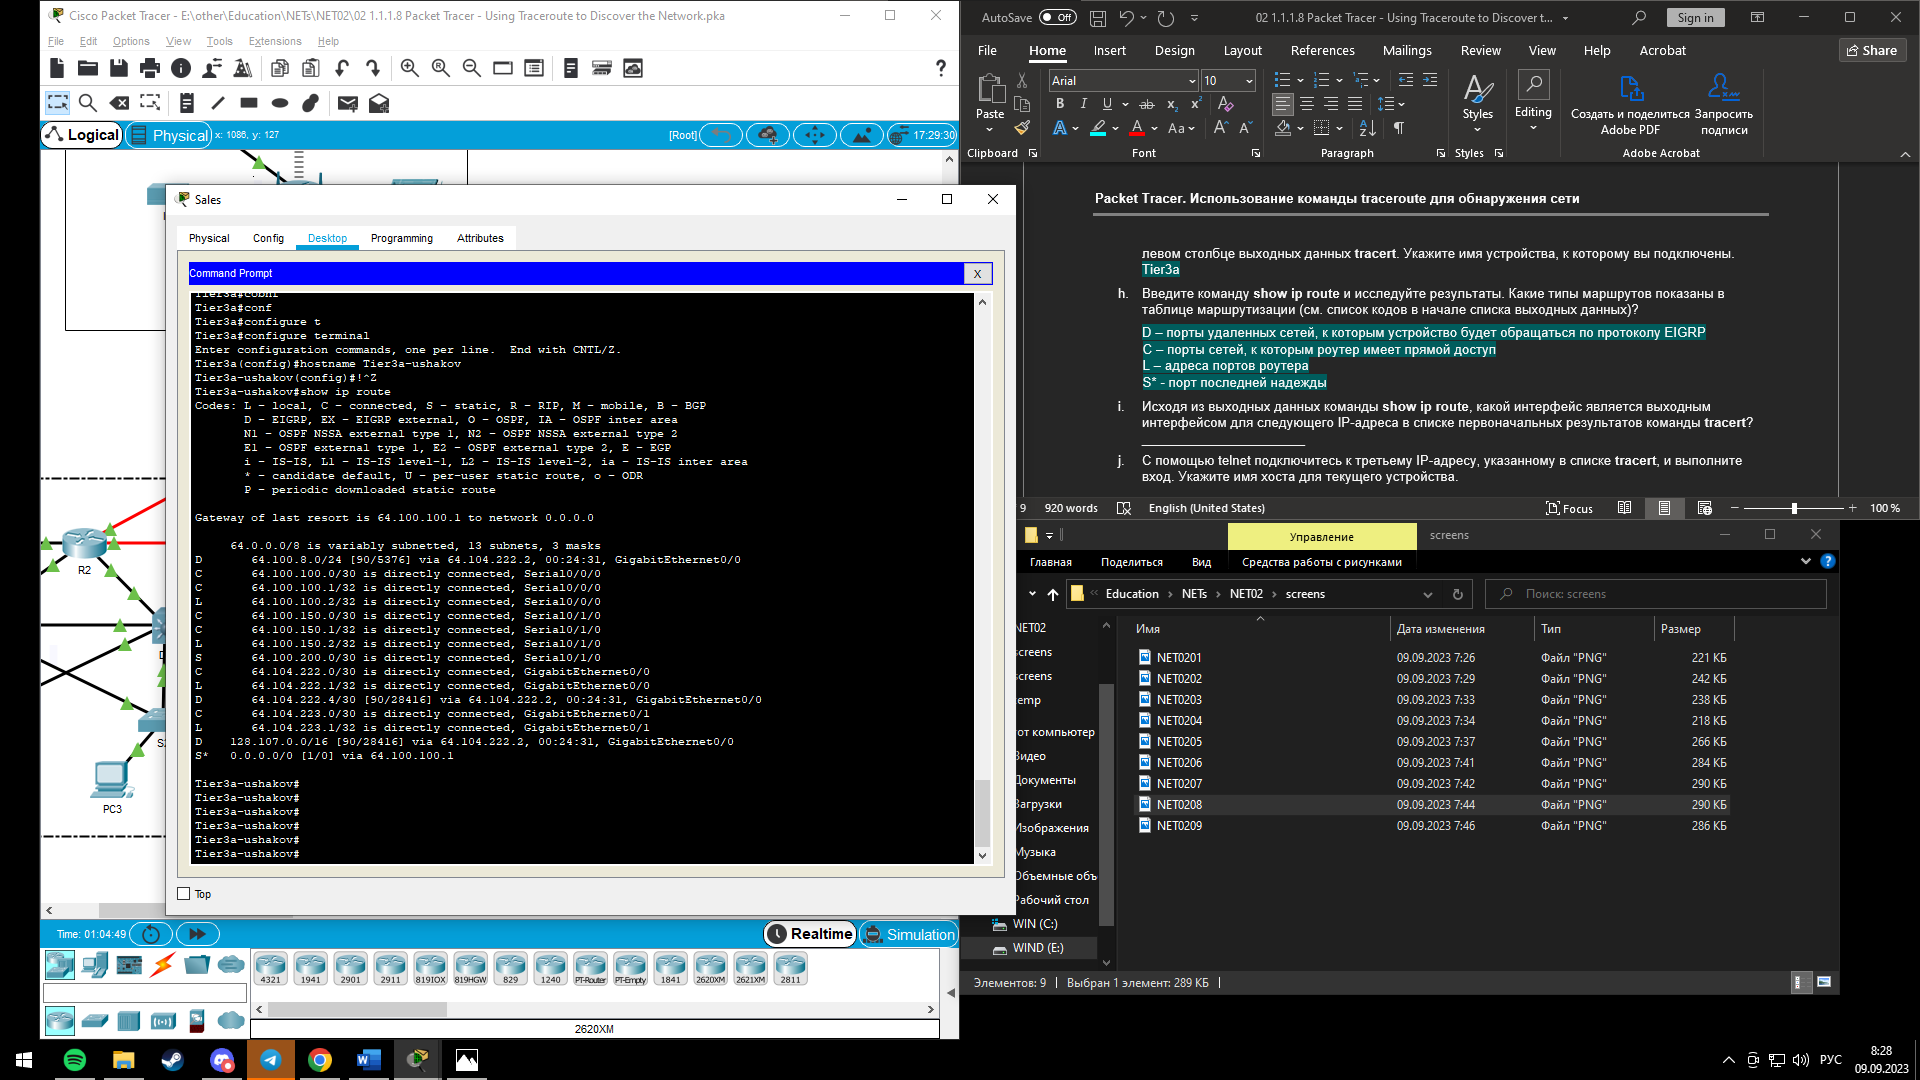 Cisco Packet Tracer - E:\other\Education\NETs\NET02\02 1.1.1.8 Packet Tracer - Using Traceroute to Discover the Network.pka
File Edit Options View Tools Extensions Help
?
Logical Physical x: 1086, y: 127 [Root] 17:29:30
R2
PC3
Sales
Physical Config Desktop Programming Attributes
Command Prompt X
Tier3a#conf
Tier3a#configure t
Tier3a#configure terminal
Enter configuration commands, one per line. End with CNTL/Z.
Tier3a(config)#hostname Tier3a-ushakov
Tier3a-ushakov(config)#!^Z
Tier3a-ushakov#show ip route
Codes: L - local, C - connected, S - static, R - RIP, M - mobile, B - BGP
D - EIGRP, EX - EIGRP external, O - OSPF, IA - OSPF inter area
N1 - OSPF NSSA external type 1, N2 - OSPF NSSA external type 2
E1 - OSPF external type 1, E2 - OSPF external type 2, E - EGP
i - IS-IS, L1 - IS-IS level-1, L2 - IS-IS level-2, ia - IS-IS inter area
* - candidate default, U - per-user static route, o - ODR
P - periodic downloaded static route
Gateway of last resort is 64.100.100.1 to network 0.0.0.0
64.0.0.0/8 is variably subnetted, 13 subnets, 3 masks
D 64.100.8.0/24 [90/5376] via 64.104.222.2, 00:24:31, GigabitEthernet0/0
C 64.100.100.0/30 is directly connected, Serial0/0/0
C 64.100.100.1/32 is directly connected, Serial0/0/0
L 64.100.100.2/32 is directly connected, Serial0/0/0
C 64.100.150.0/30 is directly connected, Serial0/1/0
C 64.100.150.1/32 is directly connected, Serial0/1/0
L 64.100.150.2/32 is directly connected, Serial0/1/0
S 64.100.200.0/30 is directly connected, Serial0/1/0
C 64.104.222.0/30 is directly connected, GigabitEthernet0/0
L 64.104.222.1/32 is directly connected, GigabitEthernet0/0
D 64.104.222.4/30 [90/28416] via 64.104.222.2, 00:24:31, GigabitEthernet0/0
C 64.104.223.0/30 is directly connected, GigabitEthernet0/1
L 64.104.223.1/32 is directly connected, GigabitEthernet0/1
D 128.107.0.0/16 [90/28416] via 64.104.222.2, 00:24:31, GigabitEthernet0/0
S* 0.0.0.0/0 [1/0] via 64.100.100.1
Tier3a-ushakov#
Tier3a-ushakov#
Tier3a-ushakov#
Tier3a-ushakov#
Tier3a-ushakov#
Tier3a-ushakov#
Top
Time: 01:04:49 Realtime Simulation
4321 1941 2901 2911 819IOX 819HGW 829 1240 PT-Router PT-Empty 1841 2620XM 2621XM 2811
2620XM
AutoSave Off 02 1.1.1.8 Packet Tracer - Using Traceroute to Discover t... Sign in
File Home Insert Design Layout References Mailings Review View Help Acrobat Share
Arial 10
Paste Styles Editing Создать и поделиться Adobe PDF Запросить подписи
Clipboard Font Paragraph Styles Adobe Acrobat
Packet Tracer. Использование команды traceroute для обнаружения сети
левом столбце выходных данных tracert. Укажите имя устройства, к которому вы подключены.
Tier3a
h. Введите команду show ip route и исследуйте результаты. Какие типы маршрутов показаны в
таблице маршрутизации (см. список кодов в начале списка выходных данных)?
D – порты удаленных сетей, к которым устройство будет обращаться по протоколу EIGRP
C – порты сетей, к которым роутер имеет прямой доступ
L – адреса портов роутера
S* - порт последней надежды
i. Исходя из выходных данных команды show ip route, какой интерфейс является выходным
интерфейсом для следующего IP-адреса в списке первоначальных результатов команды tracert?
j. С помощью telnet подключитесь к третьему IP-адресу, указанному в списке tracert, и выполните
вход. Укажите имя хоста для текущего устройства.
9 920 words English (United States) Focus 100 %
Управление screens
Главная Поделиться Вид Средства работы с рисунками
Education NETs NET02 screens Поиск: screens
NET02
screens
screens
temp
от компьютер
Видео
Документы
Загрузки
Изображения
Музыка
Объемные объ
Рабочий стол
WIN (C:)
WIND (E:)
Имя Дата изменения Тип Размер
NET0201 09.09.2023 7:26 Файл "PNG" 221 КБ
NET0202 09.09.2023 7:29 Файл "PNG" 242 КБ
NET0203 09.09.2023 7:33 Файл "PNG" 238 КБ
NET0204 09.09.2023 7:34 Файл "PNG" 218 КБ
NET0205 09.09.2023 7:37 Файл "PNG" 266 КБ
NET0206 09.09.2023 7:41 Файл "PNG" 284 КБ
NET0207 09.09.2023 7:42 Файл "PNG" 290 КБ
NET0208 09.09.2023 7:44 Файл "PNG" 290 КБ
NET0209 09.09.2023 7:46 Файл "PNG" 286 КБ
Элементов: 9 Выбран 1 элемент: 289 КБ
РУС 8:28
09.09.2023